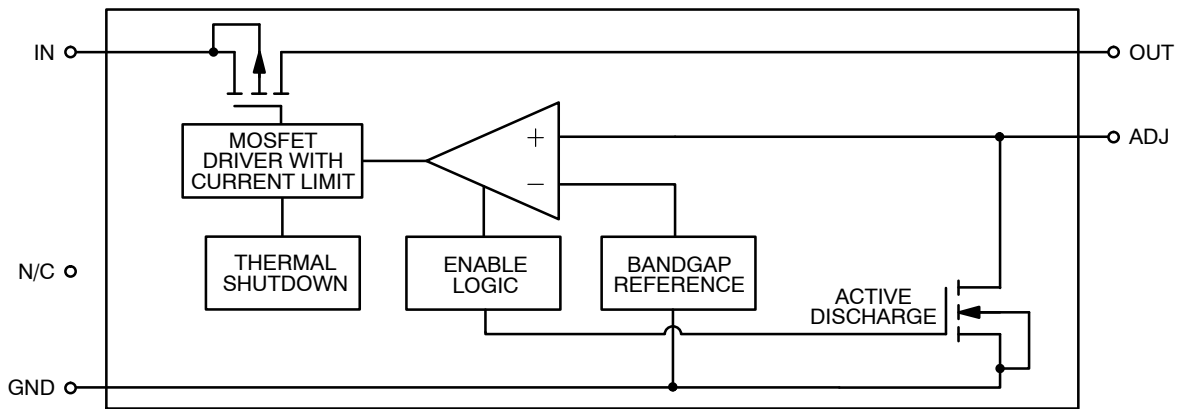 IN
OUT
MOSFET
DRIVER WITH
CURRENT LIMIT
+
−
ADJ
THERMAL
SHUTDOWN
ENABLE
LOGIC
BANDGAP
REFERENCE
N/C
ACTIVE
DISCHARGE
GND